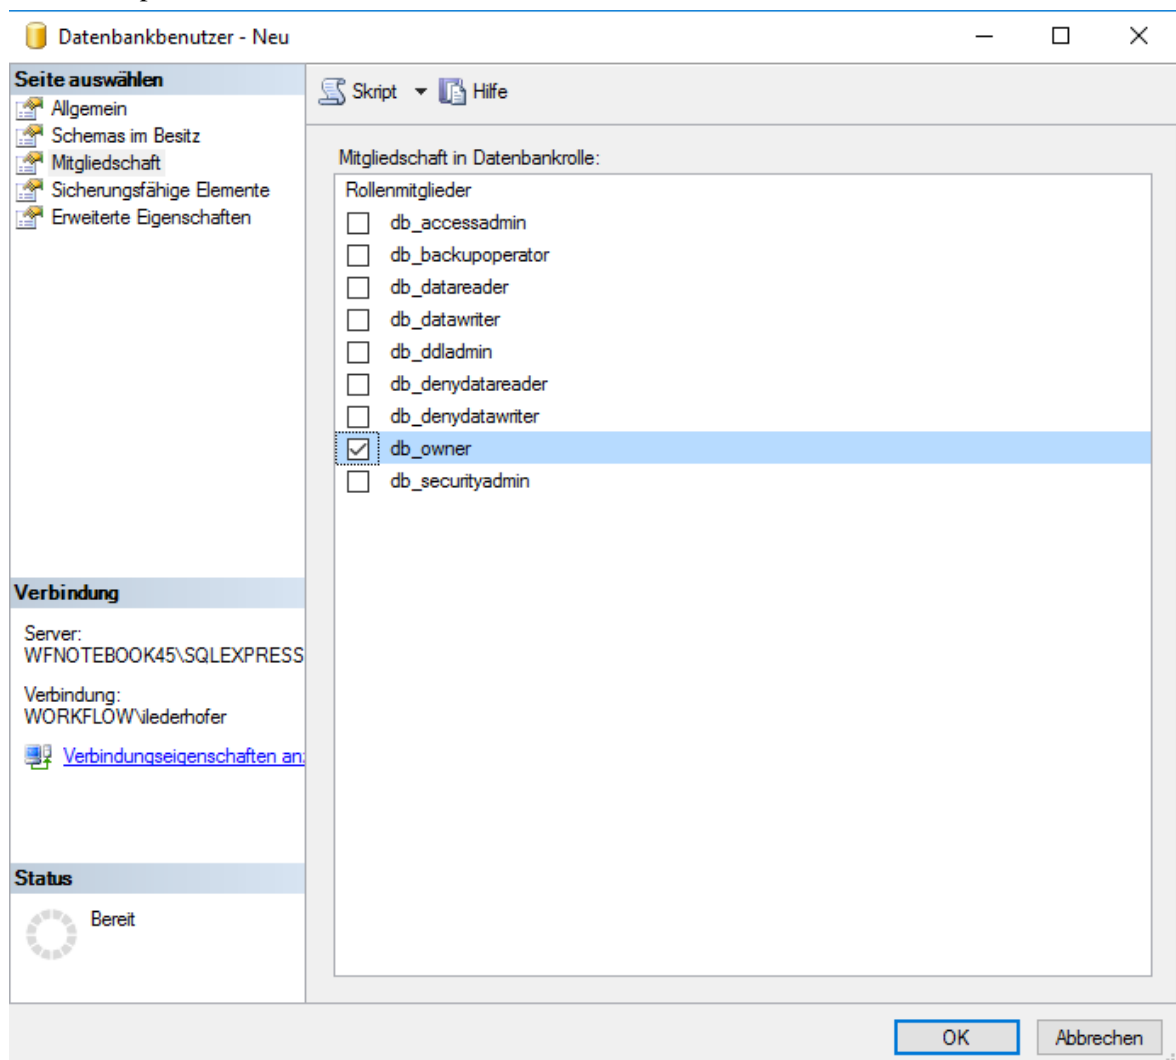 Datenbankbenutzer - Neu
Seite auswählen
Allgemein
Schemas im Besitz
Mitgliedschaft
Sicherungsfähige Elemente
Erweiterte Eigenschaften
Skript
Hilfe
Mitgliedschaft in Datenbankrolle:
Rollenmitglieder
db_accessadmin
db_backupoperator
db_datareader
db_datawriter
db_ddladmin
db_denydatareader
db_denydatawriter
db_owner
db_securityadmin
Verbindung
Server:
WFNOTEBOOK45\SQLEXPRESS
Verbindung:
WORKFLOW\ilederhofer
Verbindungseigenschaften
Status
Bereit
OK
Abbrechen